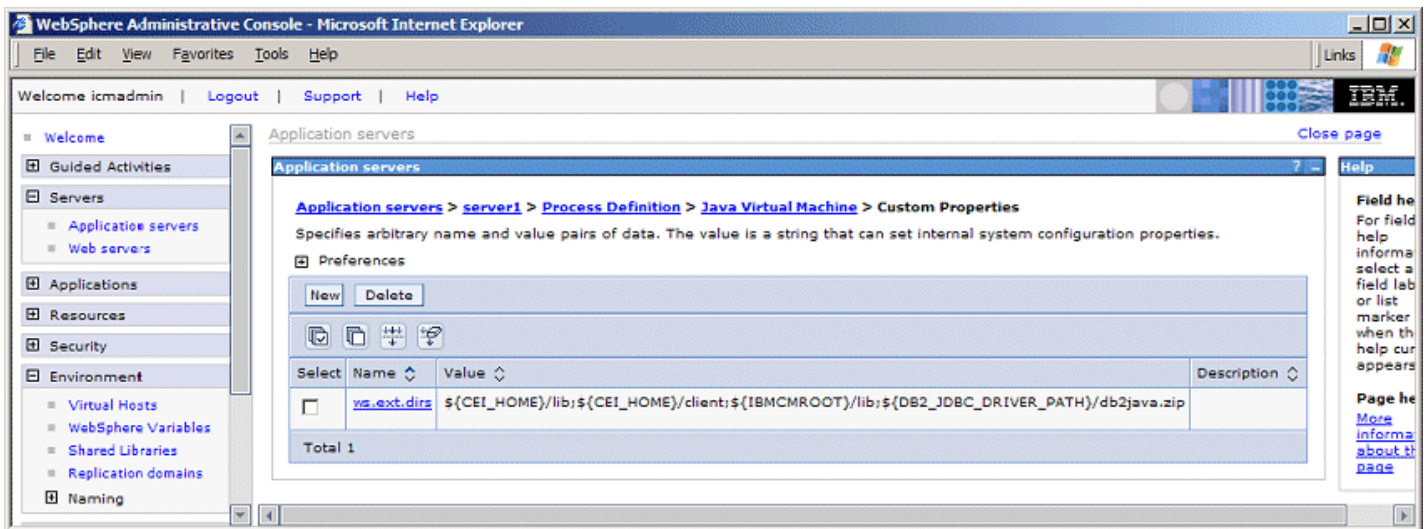 WebSphere Administrative Console - Microsoft Internet Explorer
File Edit View Favorites Tools Help
Links
Welcome icmadmin | Logout | Support | Help
IBM.
Welcome
Guided Activities
Servers
Application servers
Web servers
Applications
Resources
Security
Environment
Virtual Hosts
WebSphere Variables
Shared Libraries
Replication domains
Naming
Application servers
Close page
Application servers
? -
Application servers > server1 > Process Definition > Java Virtual Machine > Custom Properties
Specifies arbitrary name and value pairs of data. The value is a string that can set internal system configuration properties.
Preferences
New Delete
Select Name Value Description
ws.ext.dirs ${CEI_HOME}/lib;${CEI_HOME}/client;${IBMCMROOT}/lib;${DB2_JDBC_DRIVER_PATH}/db2java.zip
Total 1
Help
Field he
For field
help
informa
select a
field lab
or list
marker
when th
help cur
appears
Page he
More
informa
about th
page